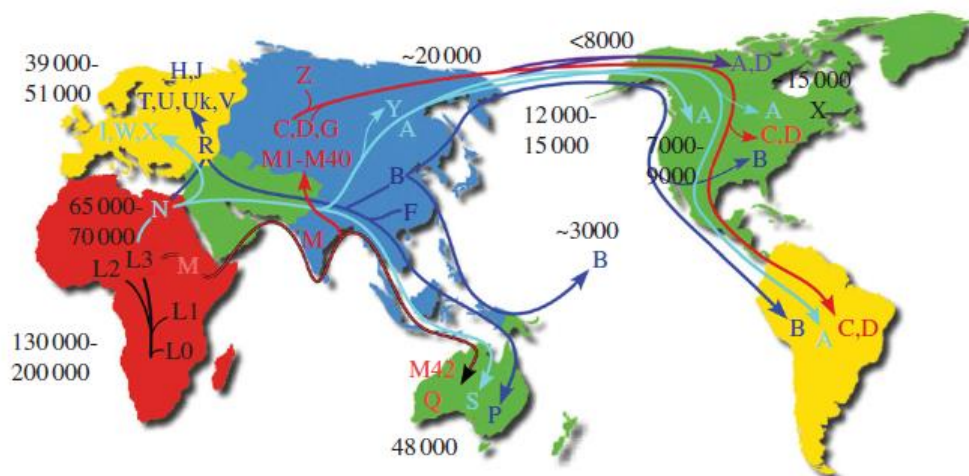 39 000-
51 000
H,J
T,U,Uk,V
I,W,X
R
65 000-
70 000
N
L2
L3
M
L1
L0
130 000-
200 000
~20 000
Z
C,D,G
M1-M40
Y
A
B
F
M
<8000
A,D
~15 000
X
12 000-
15 000
A
A
C,D
7000-
9000
B
~3000
B
B
A
C,D
M42
Q
S
P
48 000